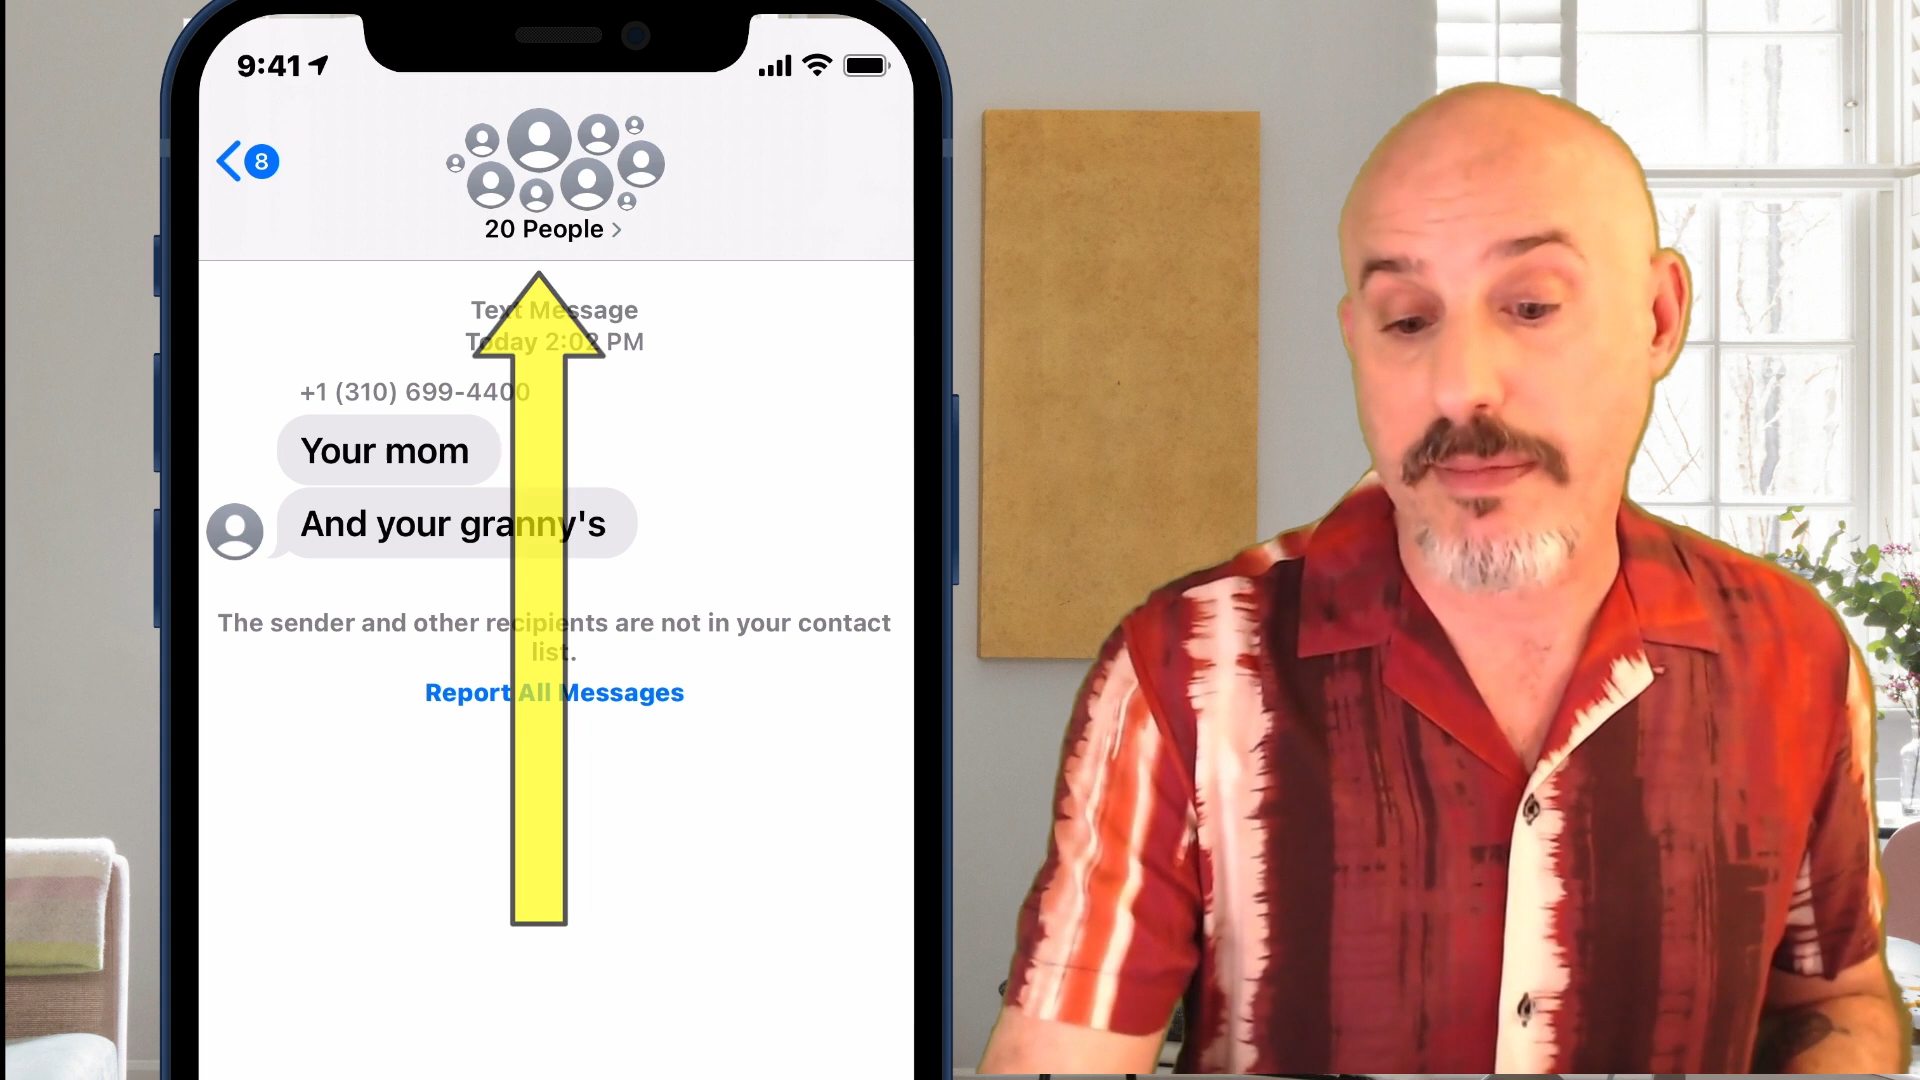 9:41
8
20 People
Text Message
Today 2:02 PM
+1 (310) 699-4400
Your mom
And your granny's
The sender and other recipients are not in your contact
list.
Report All Messages